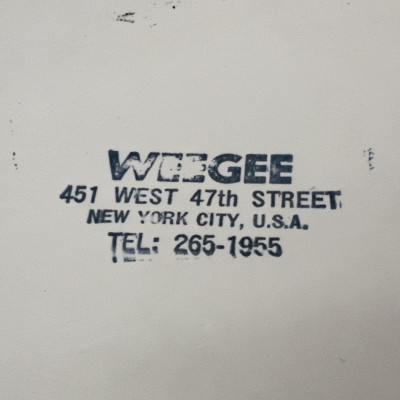 WEEGEE
451 WEST 47th STREET
NEW YORK CITY, U.S.A.
TEL: 265-1955